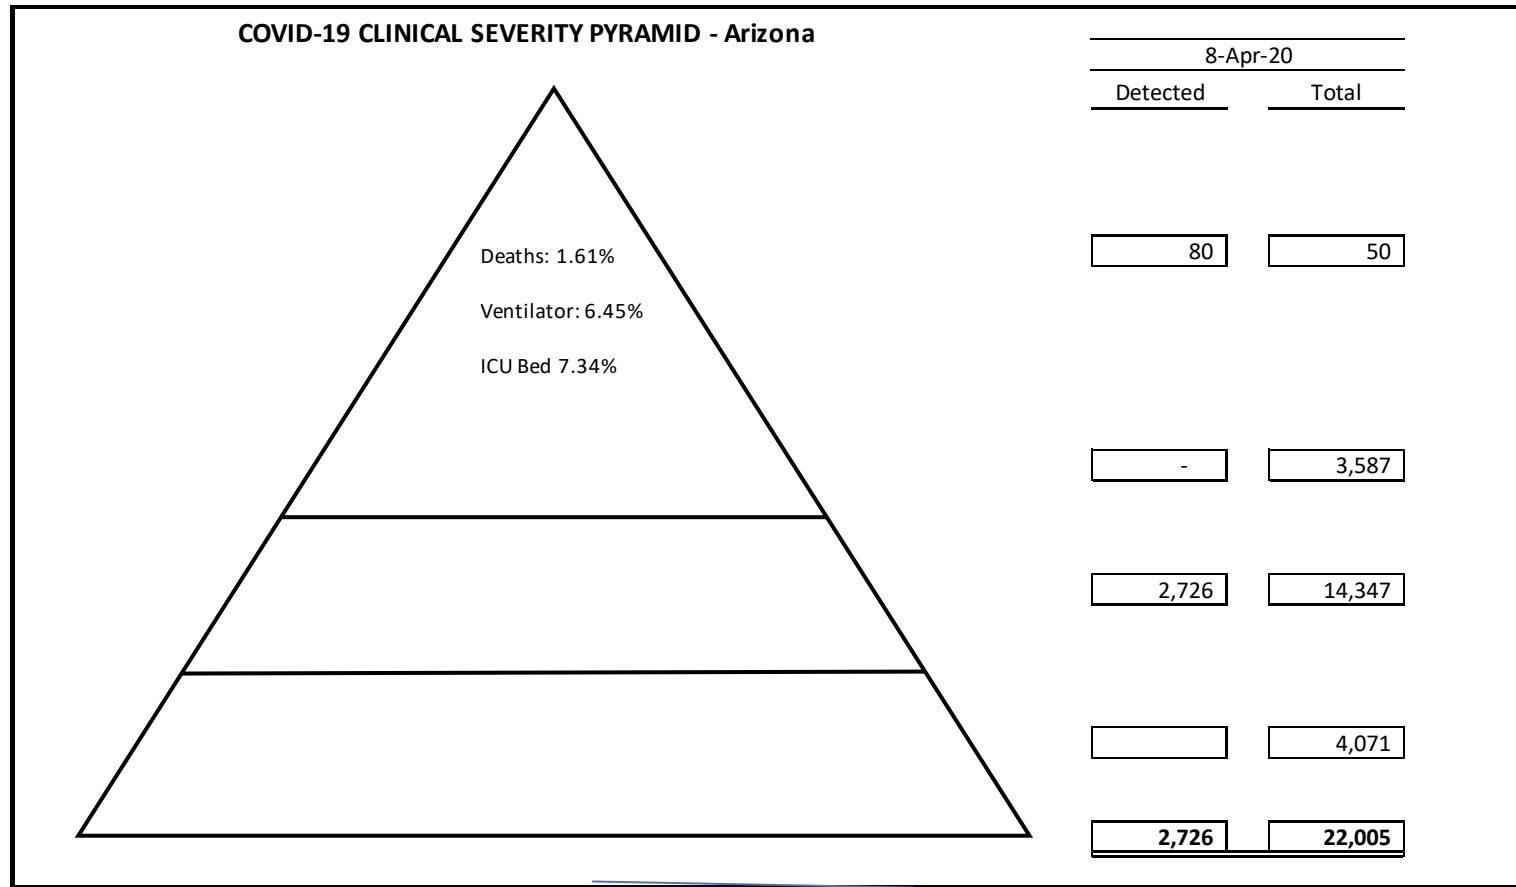 COVID-19 CLINICAL SEVERITY PYRAMID - Arizona
8-Apr-20
Detected Total
Deaths: 1.61%
80 50
Ventilator: 6.45%
ICU Bed 7.34%
- 3,587
2,726 14,347
4,071
2,726 22,005